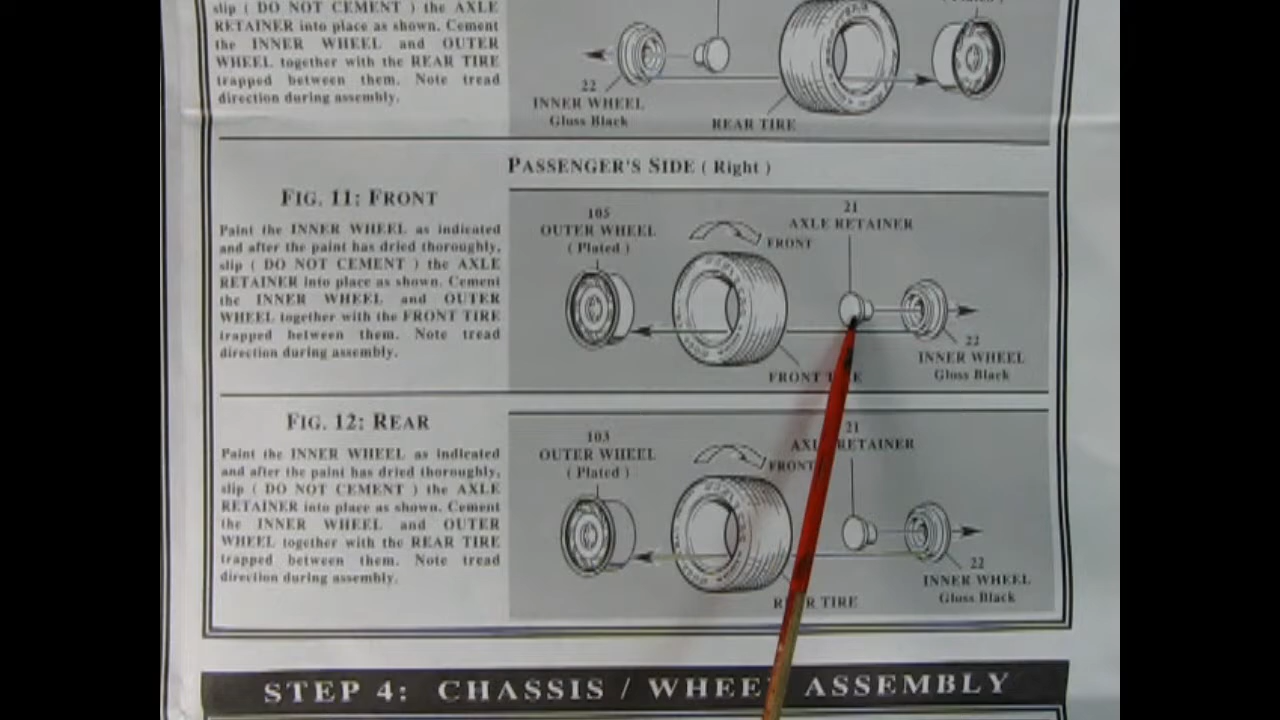 slip ( DO NOT CEMENT ) the AXLE
RETAINER into place as shown. Cement
the INNER WHEEL and OUTER
WHEEL together with the REAR TIRE
trapped between them. Note tread
direction during assembly.
22
INNER WHEEL
Gloss Black
REAR TIRE
PASSENGER'S SIDE ( Right )
FIG. 11: FRONT
Paint the INNER WHEEL as indicated
and after the paint has dried thoroughly,
slip ( DO NOT CEMENT ) the AXLE
RETAINER into place as shown. Cement
the INNER WHEEL and OUTER
WHEEL together with the FRONT TIRE
trapped between them. Note tread
direction during assembly.
105
OUTER WHEEL
( Plated )
FRONT
21
AXLE RETAINER
22
INNER WHEEL
Gloss Black
FRONT
FIG. 12: REAR
Paint the INNER WHEEL as indicated
and after the paint has dried thoroughly,
slip ( DO NOT CEMENT ) the AXLE
RETAINER into place as shown. Cement
the INNER WHEEL and OUTER
WHEEL together with the REAR TIRE
trapped between them. Note tread
direction during assembly.
103
OUTER WHEEL
( Plated )
FRONT
21
AXLE RETAINER
22
INNER WHEEL
Gloss Black
REAR TIRE
STEP 4: CHASSIS / WHEEL ASSEMBLY